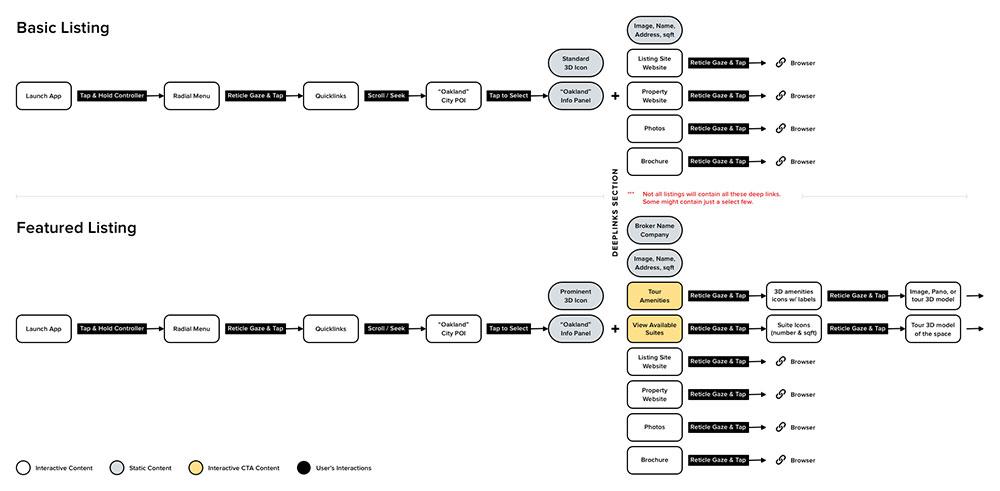 Basic Listing
Image, Name,
Address, sqft
Standard
3D Icon
Listing Site
Website
Reticle Gaze & Tap
Browser
Launch App
Tap & Hold Controller
Radial Menu
Reticle Gaze & Tap
Quicklinks
Scroll / Seek
"Oakland"
City POI
Tap to Select
"Oakland"
Info Panel
+
Property
Website
Reticle Gaze & Tap
Browser
Photos
Reticle Gaze & Tap
Browser
Brochure
Reticle Gaze & Tap
Browser
DEEPLINKS SECTION
*** Not all listings will contain all these deep links.
Some might contain just a select few.
Featured Listing
Broker Name
Company
Image, Name,
Address, sqft
Prominent
3D Icon
Tour
Amenities
Reticle Gaze & Tap
3D amenities
icons w/ labels
Reticle Gaze & Tap
Image, Pano, or
tour 3D model
Launch App
Tap & Hold Controller
Radial Menu
Reticle Gaze & Tap
Quicklinks
Scroll / Seek
"Oakland"
City POI
Tap to Select
"Oakland"
Info Panel
+
View Available
Suites
Reticle Gaze & Tap
Suite Icons
(number & sqft)
Reticle Gaze & Tap
Tour 3D model
of the space
Listing Site
Website
Reticle Gaze & Tap
Browser
Property
Website
Reticle Gaze & Tap
Browser
Photos
Reticle Gaze & Tap
Browser
Brochure
Reticle Gaze & Tap
Browser
Interactive Content
Static Content
Interactive CTA Content
User's Interactions